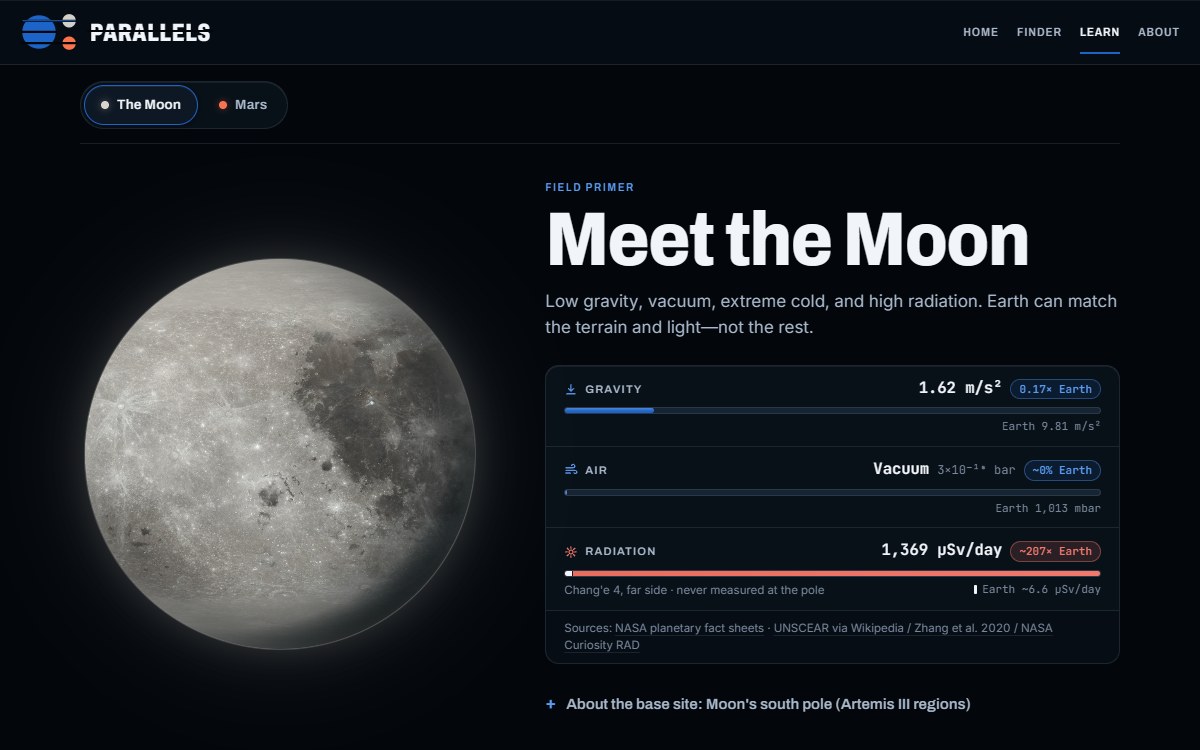 PARALLELS
HOME FINDER LEARN ABOUT
The Moon Mars
FIELD PRIMER
Meet the Moon
Low gravity, vacuum, extreme cold, and high radiation. Earth can match
the terrain and light—not the rest.
GRAVITY 1.62 m/s² 0.17× Earth
Earth 9.81 m/s²
AIR Vacuum bar ~0% Earth
Earth 1,013 mbar
RADIATION 1,369 µSv/day ~207× Earth
Chang'e 4, far side · never measured at the pole Earth ~6.6 µSv/day
Sources: NASA planetary fact sheets · UNSCEAR via Wikipedia / Zhang et al. 2020 / NASA
Curiosity RAD
+ About the base site: Moon's south pole (Artemis III regions)